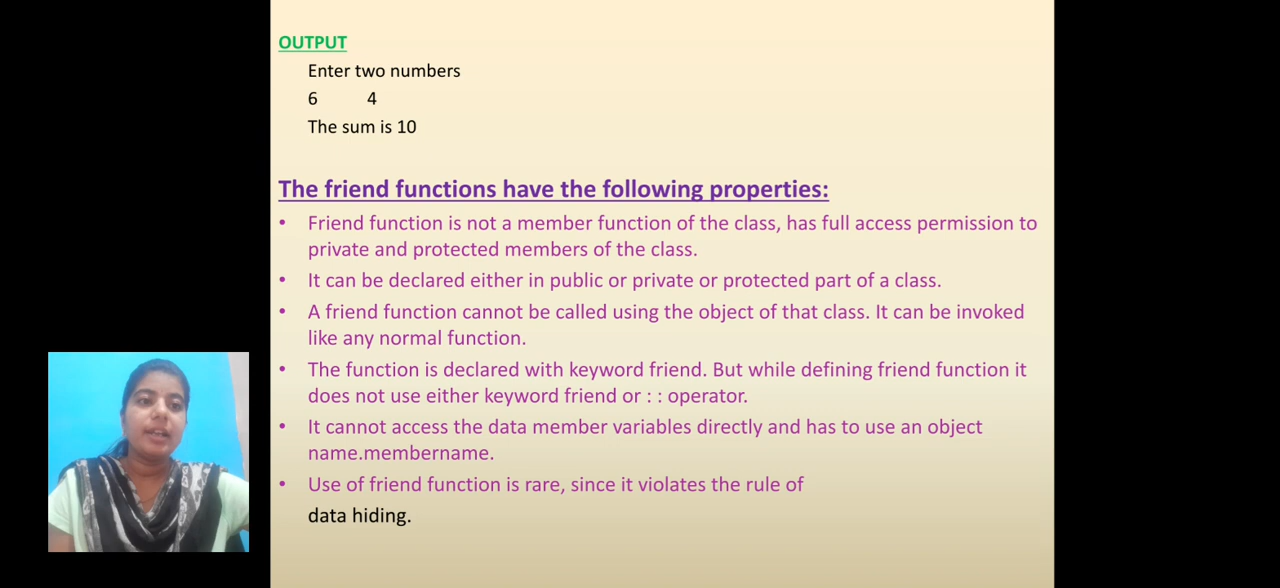 OUTPUT
Enter two numbers
6 4
The sum is 10
The friend functions have the following properties:
• Friend function is not a member function of the class, has full access permission to
private and protected members of the class.
• It can be declared either in public or private or protected part of a class.
• A friend function cannot be called using the object of that class. It can be invoked
like any normal function.
• The function is declared with keyword friend. But while defining friend function it
does not use either keyword friend or : : operator.
• It cannot access the data member variables directly and has to use an object
name.membername.
• Use of friend function is rare, since it violates the rule of
data hiding.